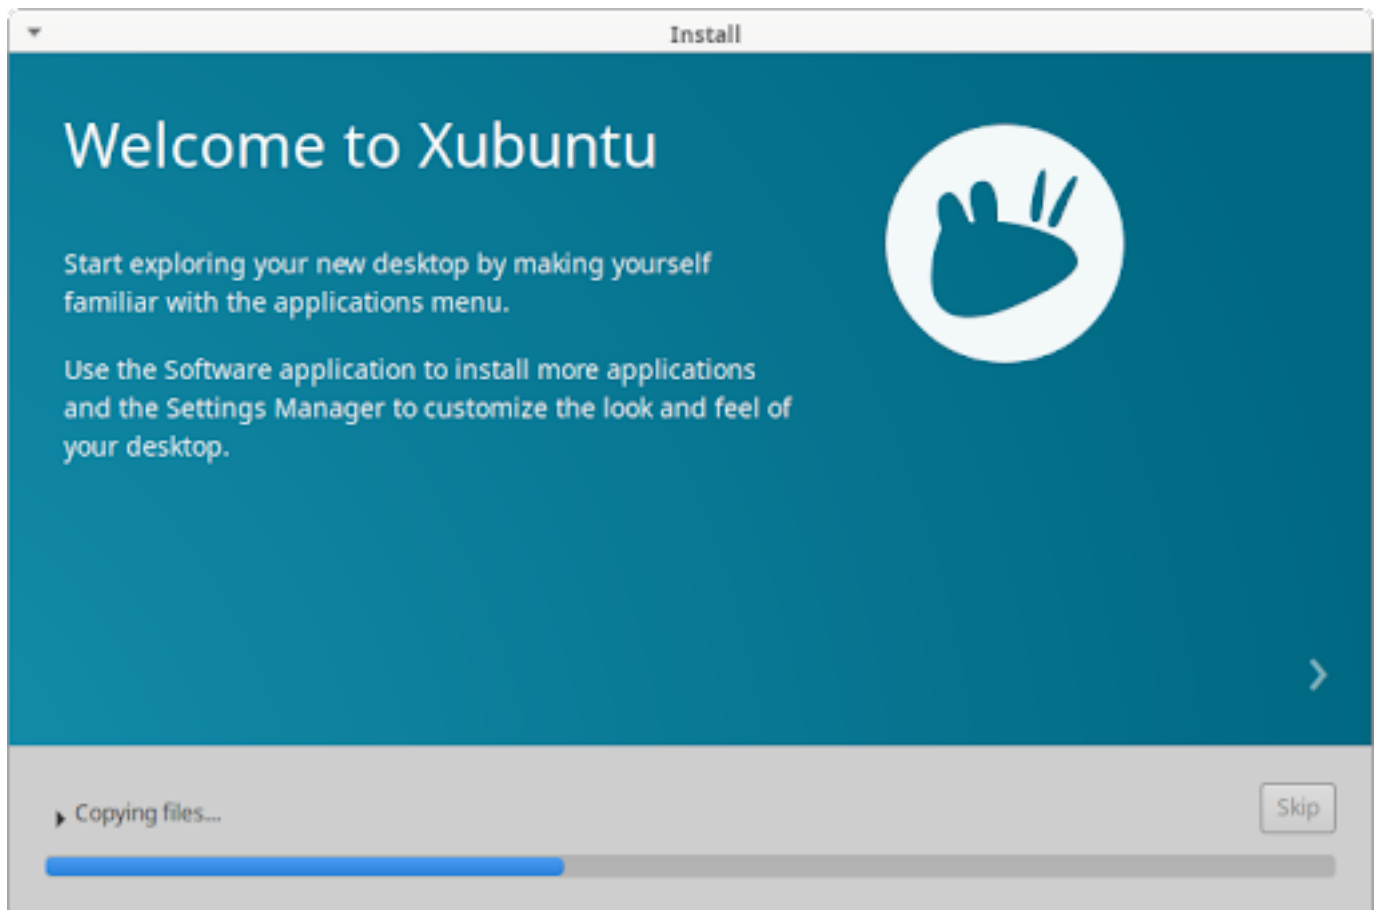 Install
Welcome to Xubuntu
Start exploring your new desktop by making yourself
familiar with the applications menu.
Use the Software application to install more applications
and the Settings Manager to customize the look and feel of
your desktop.
Copying files...
Skip